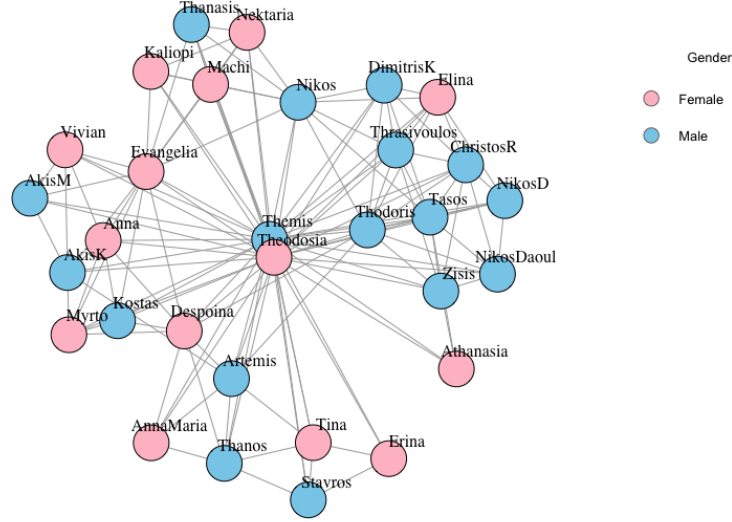 Thanasis
Nektaria
Kaliopi
Machi
Nikos
DimitrisK
Elina
Gender
Female
Male
Vivian
Evangelia
Thrasivoulos
ChristosR
AkisM
NikosD
Anna
Themis
Thodoris
Tasos
Theodosia
AkisK
NikosDaoul
Zisis
Myrto
Kostas
Despoina
Artemis
Athanasia
AnnaMaria
Thanos
Tina
Erina
Stavros